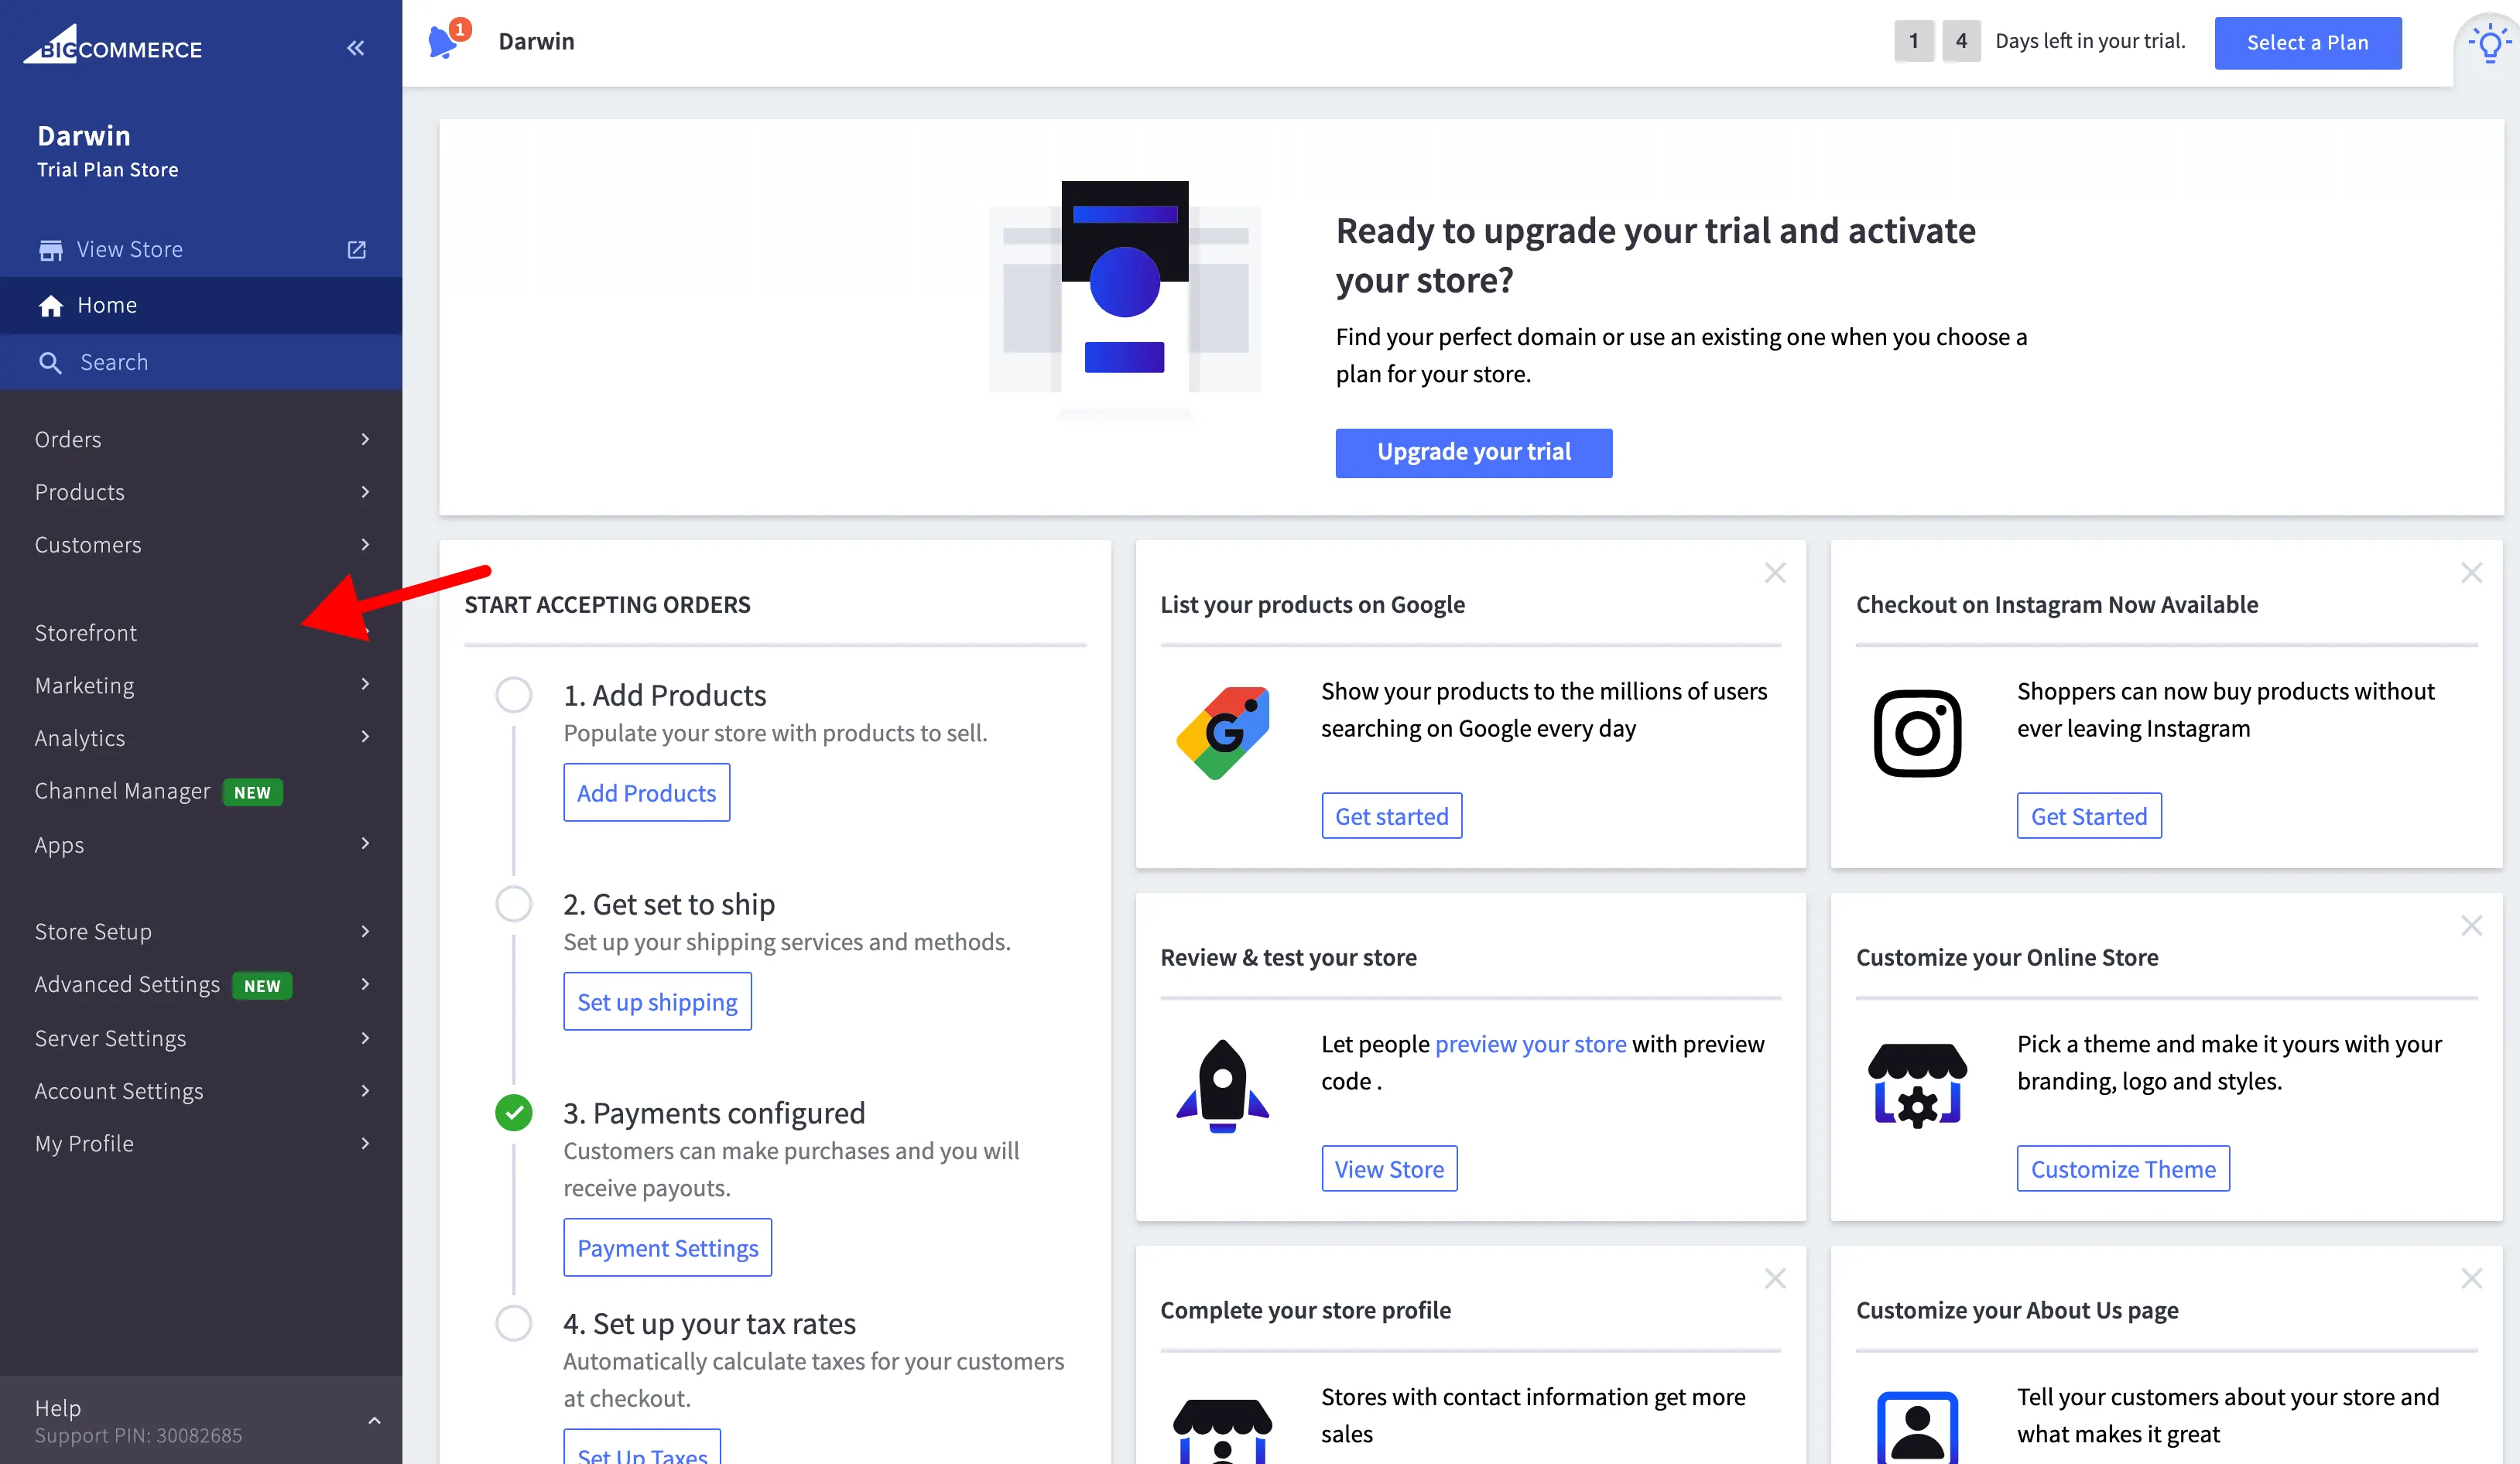 BIGCOMMERCE
Darwin
Trial Plan Store
View Store
Home
Search
Orders
Products
Customers
Storefront
Marketing
Analytics
Channel Manager NEW
Apps
Store Setup
Advanced Settings NEW
Server Settings
Account Settings
My Profile
Help
Support PIN: 30082685
1
Darwin
1 4 Days left in your trial.
Select a Plan
Ready to upgrade your trial and activate
your store?
Find your perfect domain or use an existing one when you choose a
plan for your store.
Upgrade your trial
START ACCEPTING ORDERS
1. Add Products
Populate your store with products to sell.
Add Products
2. Get set to ship
Set up your shipping services and methods.
Set up shipping
3. Payments configured
Customers can make purchases and you will
receive payouts.
Payment Settings
4. Set up your tax rates
Automatically calculate taxes for your customers
at checkout.
Set Up Taxes
List your products on Google
G
Show your products to the millions of users
searching on Google every day
Get started
Checkout on Instagram Now Available
Shoppers can now buy products without
ever leaving Instagram
Get Started
Review & test your store
Let people preview your store with preview
code .
View Store
Customize your Online Store
Pick a theme and make it yours with your
branding, logo and styles.
Customize Theme
Complete your store profile
Stores with contact information get more
sales
Customize your About Us page
Tell your customers about your store and
what makes it great